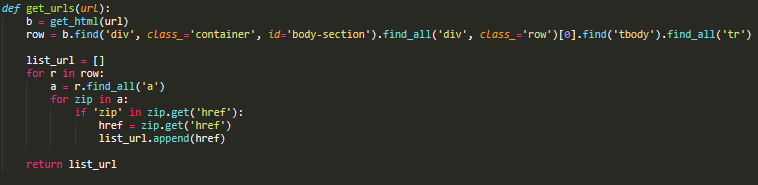 def get_urls(url):
    b = get_html(url)
    row = b.find('div', class_='container', id='body-section').find_all('div', class_='row')[0].find('tbody').find_all('tr')

    list_url = []
    for r in row:
        a = r.find_all('a')
        for zip in a:
            if 'zip' in zip.get('href'):
                href = zip.get('href')
                list_url.append(href)

    return list_url